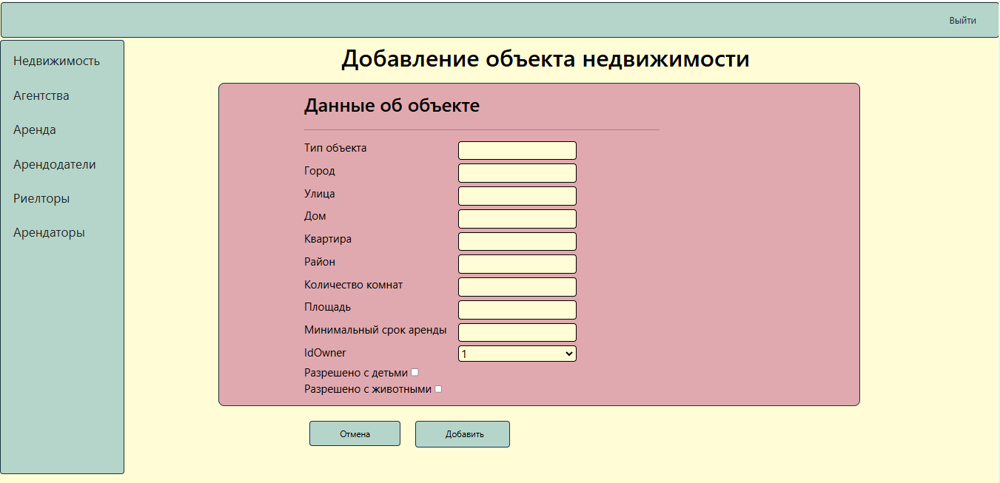 Выйти
Недвижимость
Агентства
Аренда
Арендодатели
Риелторы
Арендаторы
Добавление объекта недвижимости
Данные об объекте
Тип объекта
Город
Улица
Дом
Квартира
Район
Количество комнат
Площадь
Минимальный срок аренды
IdOwner 1
Разрешено с детьми
Разрешено с животными
Отмена Добавить